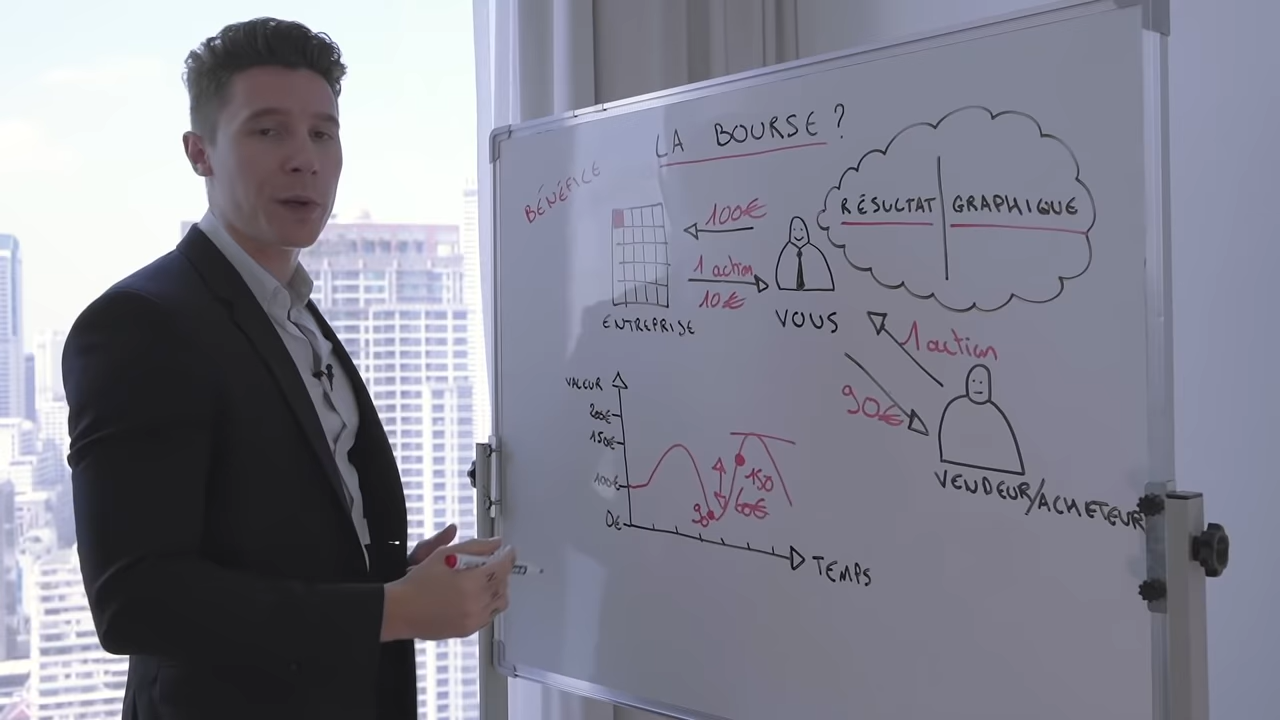 LA BOURSE ?
BÉNÉFICE
RÉSULTAT
GRAPHIQUE
100€
1 action
10€
ENTREPRISE
VOUS
1 action
90€
VENDEUR/ACHETEUR
VALEUR
200€
150€
100€
0€
90
150
60€
TEMPS